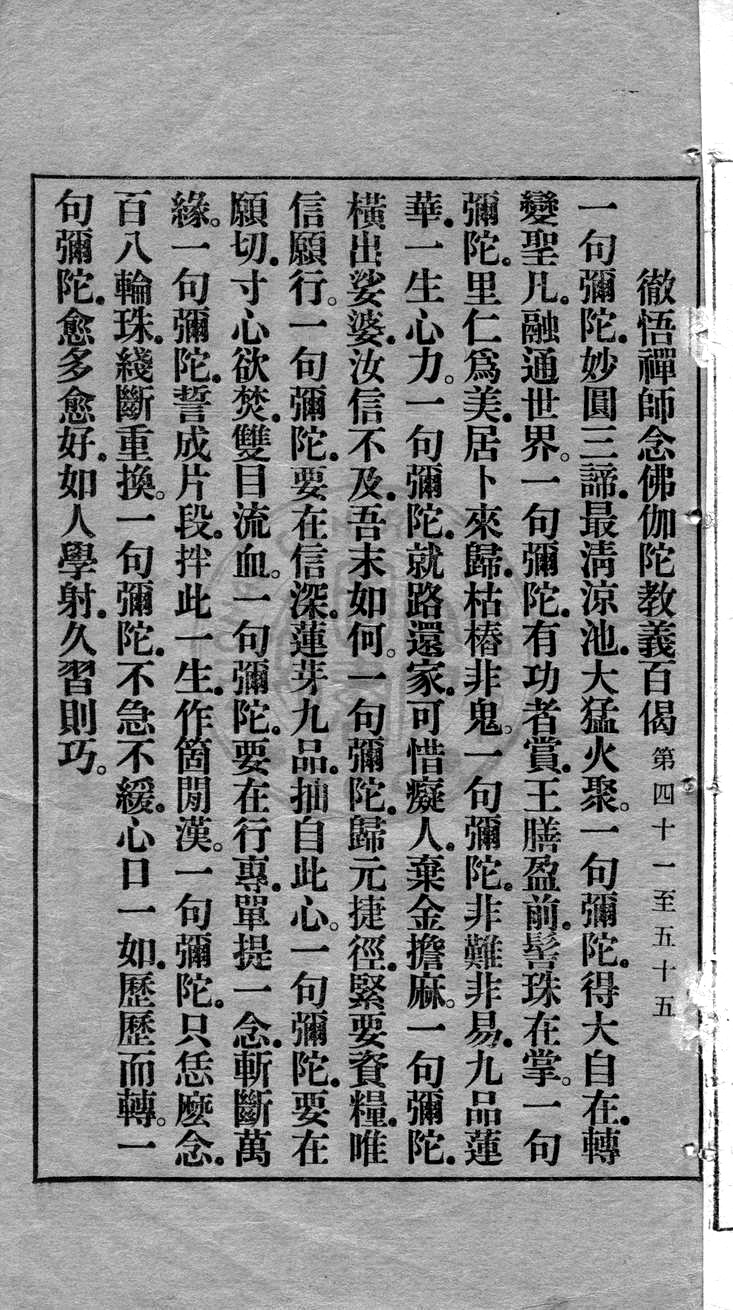 徹悟禪師念佛伽陀教義百偈 第四十一至五十五
一句彌陀.妙圓三諦.最清涼池.大猛火聚。一句彌陀.得大自在.轉
變聖凡.融通世界。一句彌陀.有功者賞.王膳盈前.髻珠在掌。一句
彌陀.里仁爲美.居卜來歸.枯樁非鬼。一句彌陀.非難非易.九品蓮
華.一生心力。一句彌陀.就路還家.可惜癡人.棄金擔麻。一句彌陀.
橫出娑婆.汝信不及.吾末如何。一句彌陀.歸元捷徑.緊要資糧.唯
信願行。一句彌陀.要在信深.蓮芽九品.抽自此心。一句彌陀.要在
願切.寸心欲焚.雙目流血。一句彌陀.要在行專.單提一念.斬斷萬
緣。一句彌陀.誓成片段.拌此一生.作箇閒漢。一句彌陀.只恁麼念.
百八輪珠.綫斷重換。一句彌陀.不急不緩.心口一如.歷歷而轉。一
句彌陀.愈多愈好.如人學射.久習則巧。